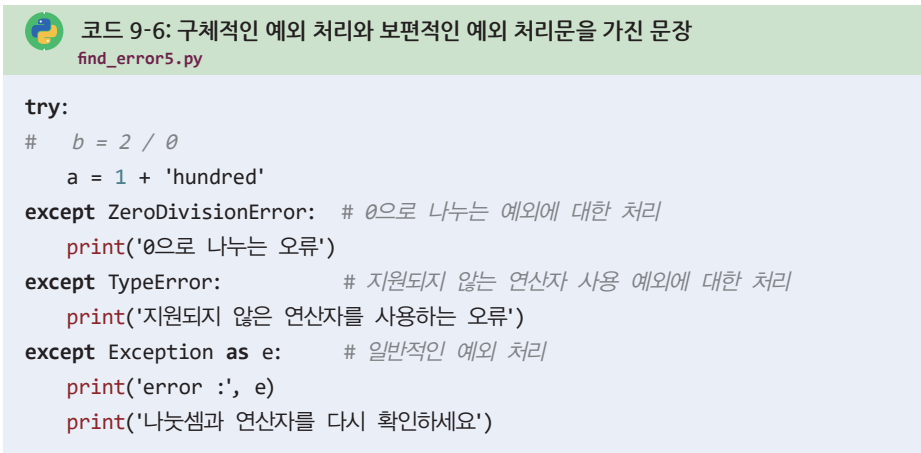 코드 9-6: 구체적인 예외 처리와 보편적인 예외 처리문을 가진 문장
find_error5.py
try:
#   b = 2 / 0
    a = 1 + 'hundred'
except ZeroDivisionError:  # 0으로 나누는 예외에 대한 처리
    print('0으로 나누는 오류')
except TypeError:          # 지원되지 않는 연산자 사용 예외에 대한 처리
    print('지원되지 않은 연산자를 사용하는 오류')
except Exception as e:     # 일반적인 예외 처리
    print('error :', e)
    print('나눗셈과 연산자를 다시 확인하세요')